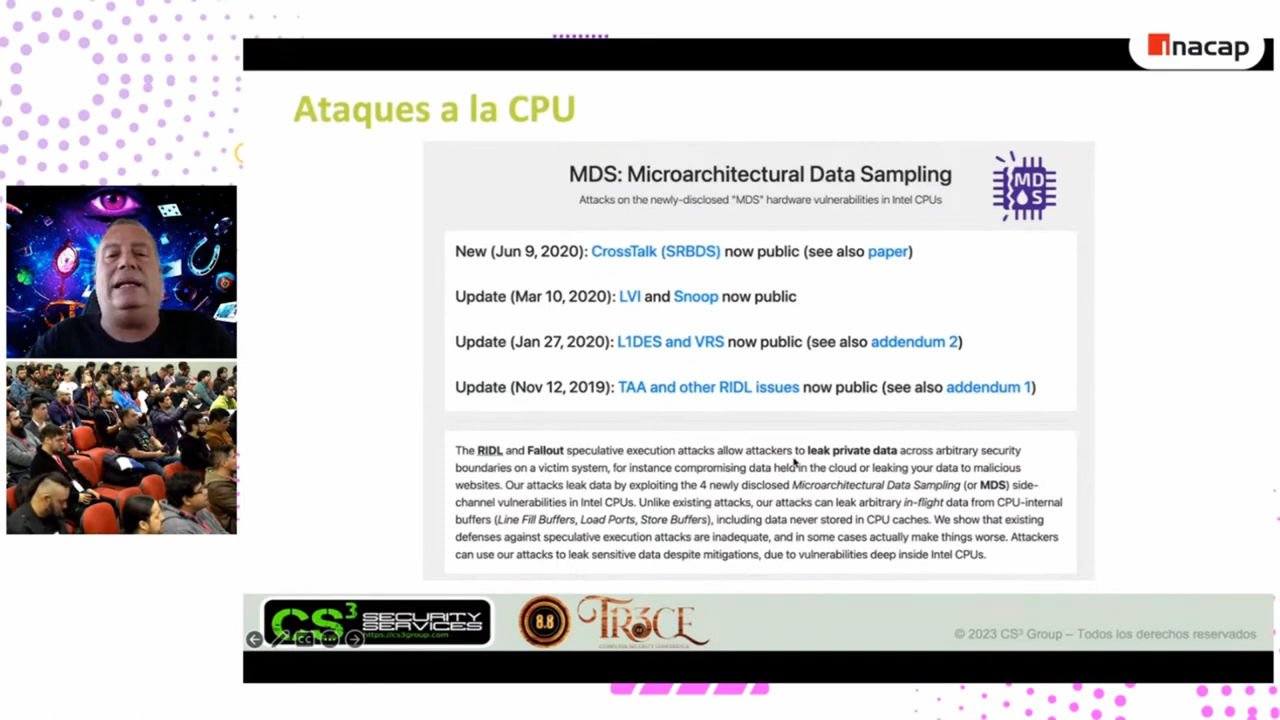 inacap
Ataques a la CPU
MDS: Microarchitectural Data Sampling
Attacks on the newly-disclosed "MDS" hardware vulnerabilities in Intel CPUs
MD
S
New (Jun 9, 2020): CrossTalk (SRBDS) now public (see also paper)
Update (Mar 10, 2020): LVI and Snoop now public
Update (Jan 27, 2020): L1DES and VRS now public (see also addendum 2)
Update (Nov 12, 2019): TAA and other RIDL issues now public (see also addendum 1)
The RIDL and Fallout speculative execution attacks allow attackers to leak private data across arbitrary security
boundaries on a victim system, for instance compromising data held in the cloud or leaking your data to malicious
websites. Our attacks leak data by exploiting the 4 newly disclosed Microarchitectural Data Sampling (or MDS) side-
channel vulnerabilities in Intel CPUs. Unlike existing attacks, our attacks can leak arbitrary in-flight data from CPU-internal
buffers (Line Fill Buffers, Load Ports, Store Buffers), including data never stored in CPU caches. We show that existing
defenses against speculative execution attacks are inadequate, and in some cases actually make things worse. Attackers
can use our attacks to leak sensitive data despite mitigations, due to vulnerabilities deep inside Intel CPUs.
CS3 SECURITY
SERVICES
https://cs3group.com
CC
8.8
TR3CE
COMPUTER SECURITY CONFERENCE
© 2023 CS3 Group – Todos los derechos reservados